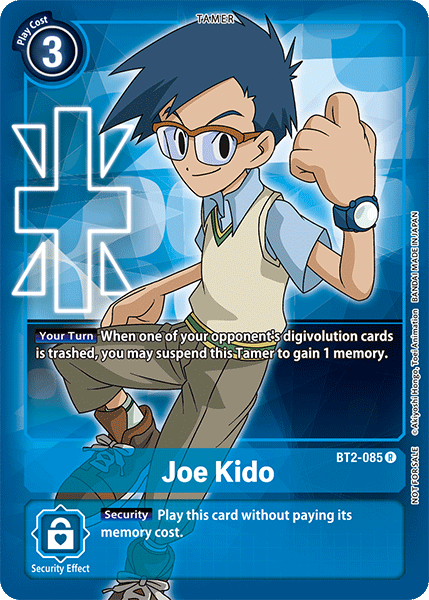 TAMER
Play Cost
3
Your Turn When one of your opponent's digivolution cards
is trashed, you may suspend this Tamer to gain 1 memory.
BT2-085 R
Joe Kido
Security Play this card without paying its
memory cost.
Security Effect
NOT FOR SALE ©Akiyoshi Hongo, Toei Animation BANDAI MADE IN JAPAN